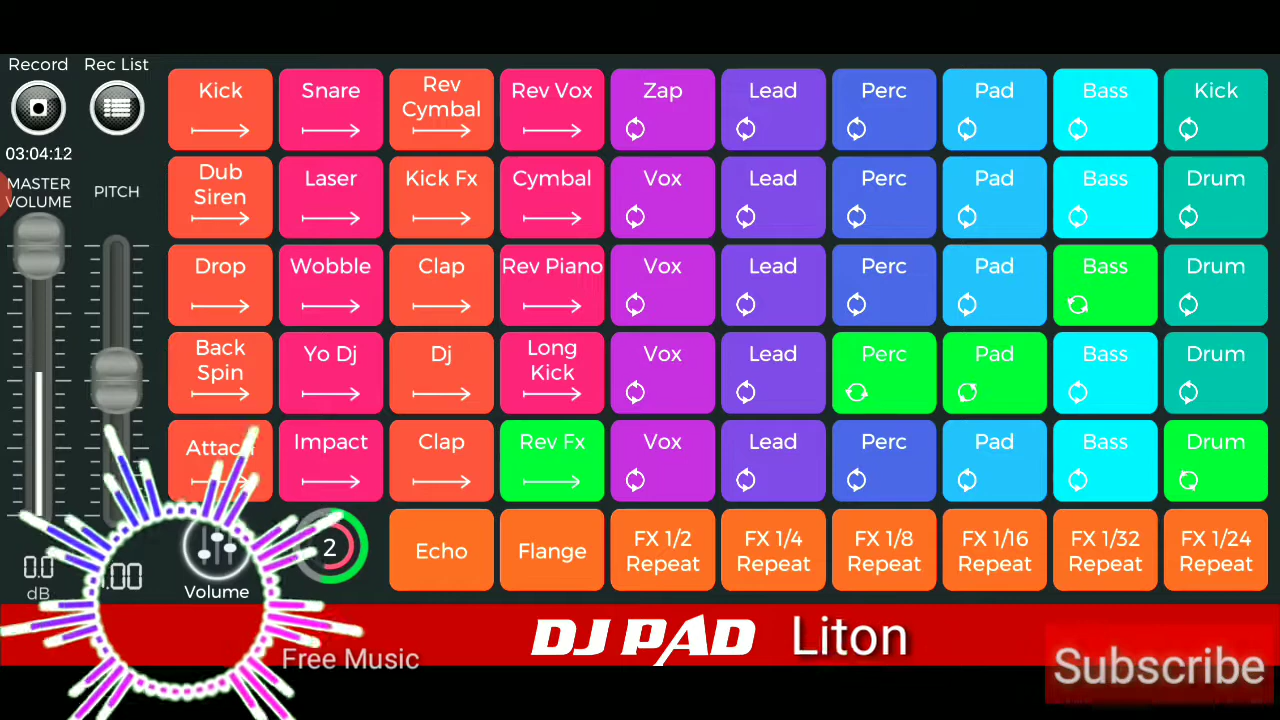 Record Rec List
03:04:12
MASTER
VOLUME
PITCH
Kick Snare Rev
Cymbal Rev Vox Zap Lead Perc Pad Bass Kick
Dub
Siren Laser Kick Fx Cymbal Vox Lead Perc Pad Bass Drum
Drop Wobble Clap Rev Piano Vox Lead Perc Pad Bass Drum
Back
Spin Yo Dj Dj Long
Kick Vox Lead Perc Pad Bass Drum
Attack Impact Clap Rev Fx Vox Lead Perc Pad Bass Drum
2
Echo Flange FX 1/2
Repeat FX 1/4
Repeat FX 1/8
Repeat FX 1/16
Repeat FX 1/32
Repeat FX 1/24
Repeat
0.0
dB
.00
Volume
DJ PAD Liton
Free Music
Subscribe